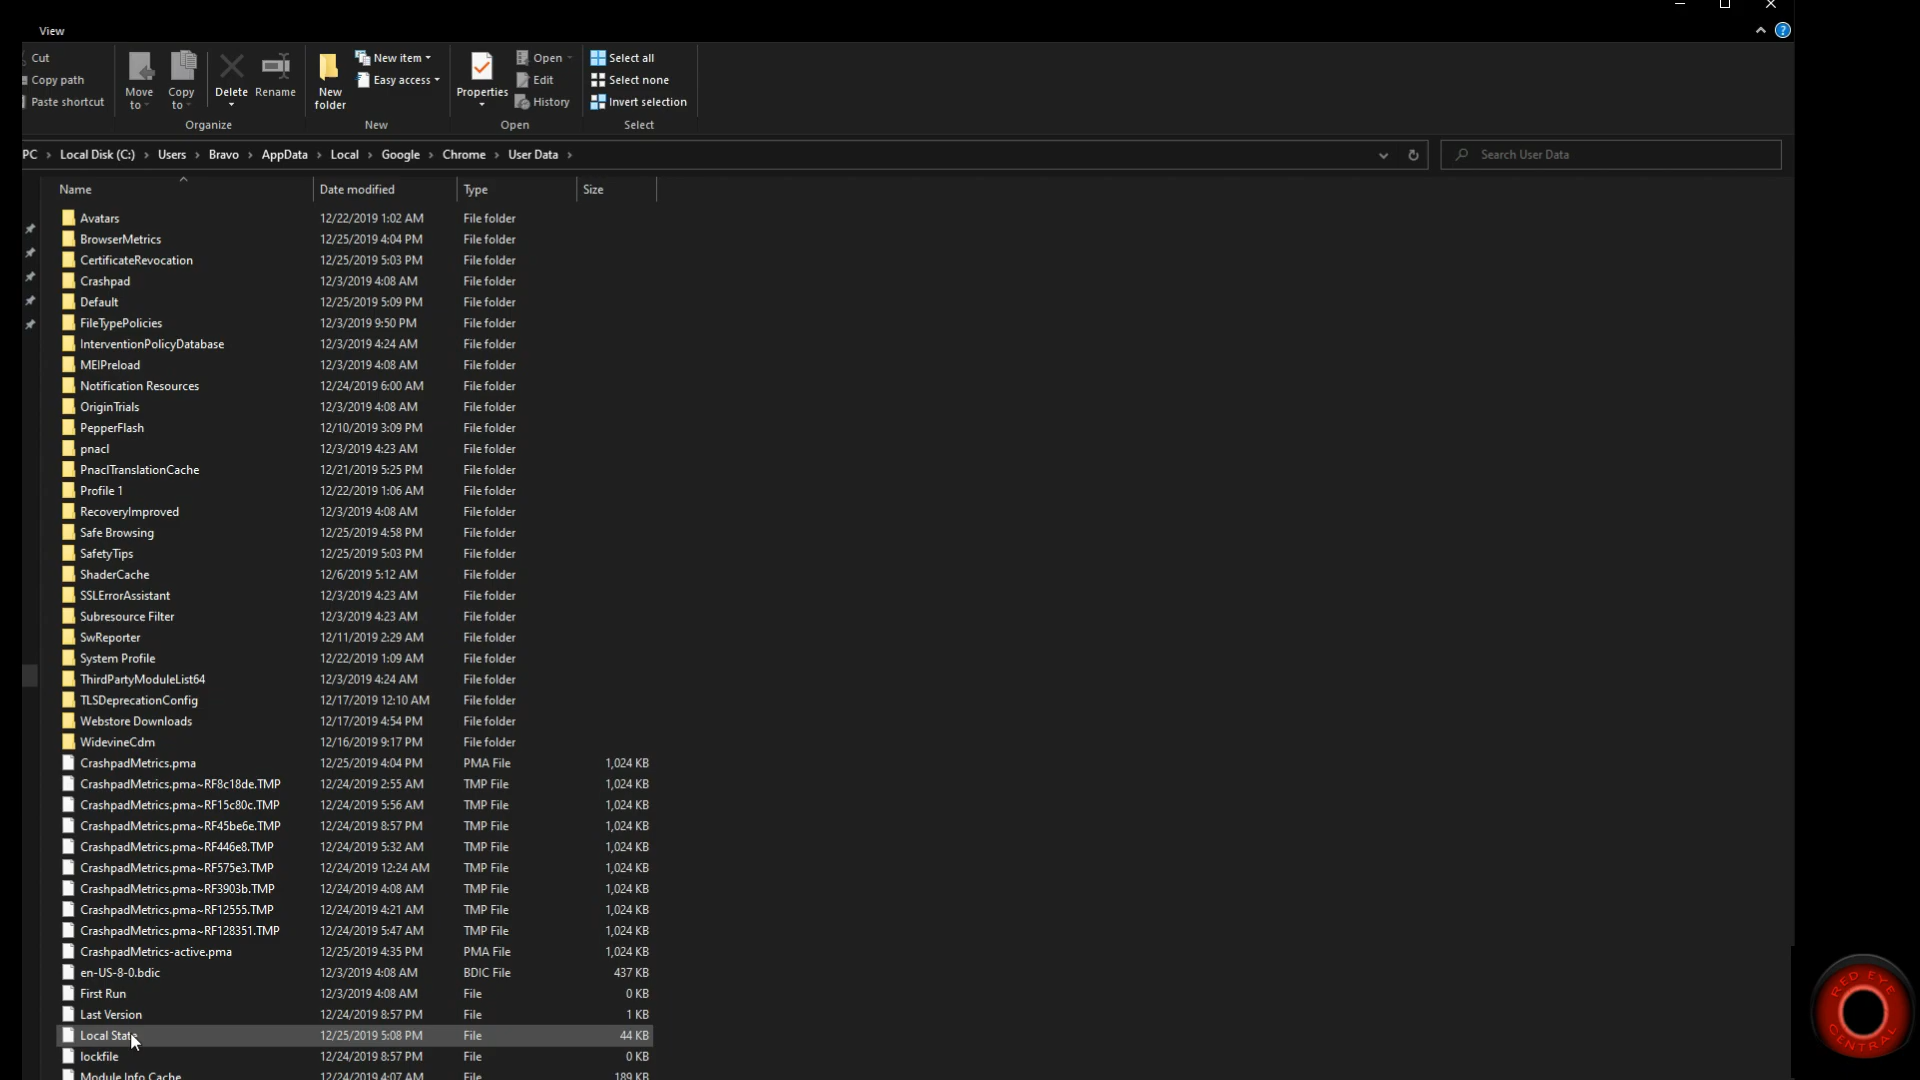 View
Cut
Copy path
Paste shortcut
Move to
Copy to
Delete
Rename
Organize
New folder
New item
Easy access
New
Properties
Open
Edit
History
Open
Select all
Select none
Invert selection
Select
PC > Local Disk (C:) > Users > Bravo > AppData > Local > Google > Chrome > User Data >
Search User Data
Name Date modified Type Size
Avatars 12/22/2019 1:02 AM File folder
BrowserMetrics 12/25/2019 4:04 PM File folder
CertificateRevocation 12/25/2019 5:03 PM File folder
Crashpad 12/3/2019 4:08 AM File folder
Default 12/25/2019 5:09 PM File folder
FileTypePolicies 12/3/2019 9:50 PM File folder
InterventionPolicyDatabase 12/3/2019 4:24 AM File folder
MEIPreload 12/3/2019 4:08 AM File folder
Notification Resources 12/24/2019 6:00 AM File folder
OriginTrials 12/3/2019 4:08 AM File folder
PepperFlash 12/10/2019 3:09 PM File folder
pnacl 12/3/2019 4:23 AM File folder
PnaclTranslationCache 12/21/2019 5:25 PM File folder
Profile 1 12/22/2019 1:06 AM File folder
RecoveryImproved 12/3/2019 4:08 AM File folder
Safe Browsing 12/25/2019 4:58 PM File folder
SafetyTips 12/25/2019 5:03 PM File folder
ShaderCache 12/6/2019 5:12 AM File folder
SSLErrorAssistant 12/3/2019 4:23 AM File folder
Subresource Filter 12/3/2019 4:23 AM File folder
SwReporter 12/11/2019 2:29 AM File folder
System Profile 12/22/2019 1:09 AM File folder
ThirdPartyModuleList64 12/3/2019 4:24 AM File folder
TLSDeprecationConfig 12/17/2019 12:10 AM File folder
Webstore Downloads 12/17/2019 4:54 PM File folder
WidevineCdm 12/16/2019 9:17 PM File folder
CrashpadMetrics.pma 12/25/2019 4:04 PM PMA File 1,024 KB
CrashpadMetrics.pma~RF8c18de.TMP 12/24/2019 2:55 AM TMP File 1,024 KB
CrashpadMetrics.pma~RF15c80c.TMP 12/24/2019 5:56 AM TMP File 1,024 KB
CrashpadMetrics.pma~RF45be6e.TMP 12/24/2019 8:57 PM TMP File 1,024 KB
CrashpadMetrics.pma~RF446e8.TMP 12/24/2019 5:32 AM TMP File 1,024 KB
CrashpadMetrics.pma~RF575e3.TMP 12/24/2019 12:24 AM TMP File 1,024 KB
CrashpadMetrics.pma~RF3903b.TMP 12/24/2019 4:08 AM TMP File 1,024 KB
CrashpadMetrics.pma~RF12555.TMP 12/24/2019 4:21 AM TMP File 1,024 KB
CrashpadMetrics.pma~RF128351.TMP 12/24/2019 5:47 AM TMP File 1,024 KB
CrashpadMetrics-active.pma 12/25/2019 4:35 PM PMA File 1,024 KB
en-US-8-0.bdic 12/3/2019 4:08 AM BDIC File 437 KB
First Run 12/3/2019 4:08 AM File 0 KB
Last Version 12/24/2019 8:57 PM File 1 KB
Local State 12/25/2019 5:08 PM File 44 KB
lockfile 12/24/2019 8:57 PM File 0 KB
Module Info Cache 12/24/2019 4:07 AM File 189 KB
RED EYE CENTRAL